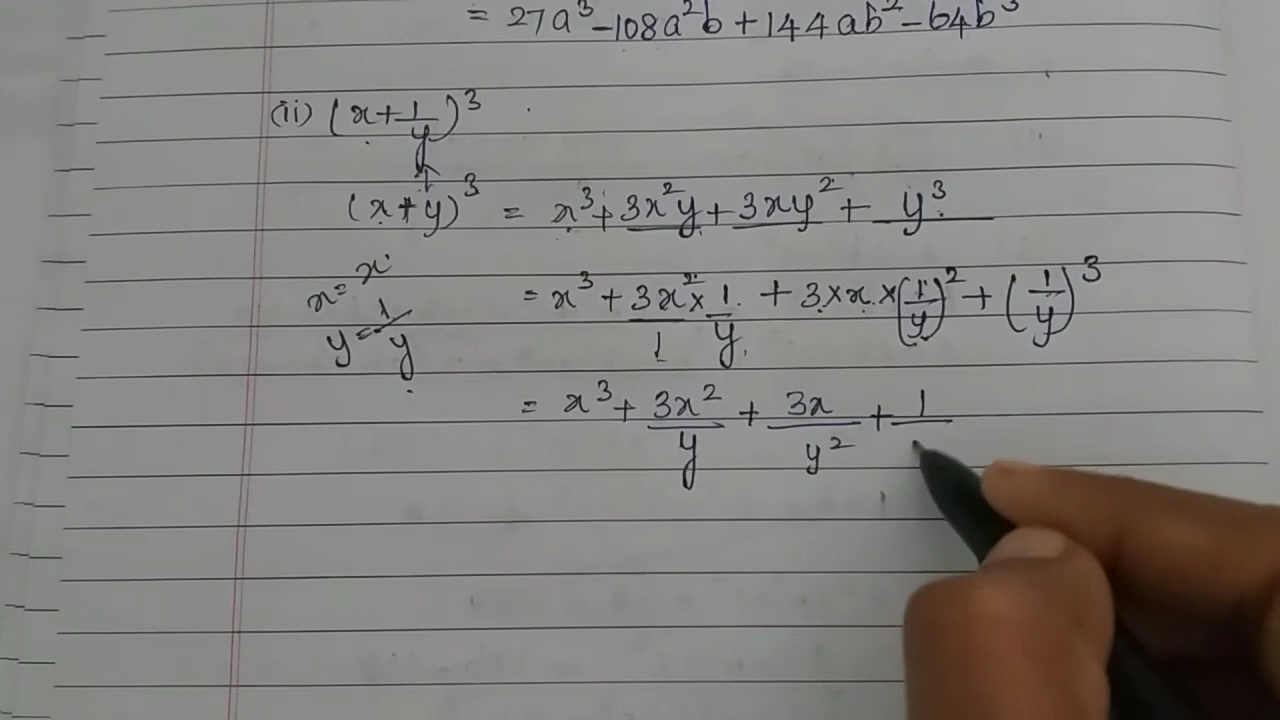 = 27a³ - 108a²b + 144ab² - 64b³
(ii) (x + 1/y)³
(x + y)³ = x³ + 3x²y + 3xy² + y³
x = x
y = 1/y
= x³ + 3x²/1 × 1/y + 3 × x × (1/y)² + (1/y)³
= x³ + 3x²/y + 3x/y² + 1/